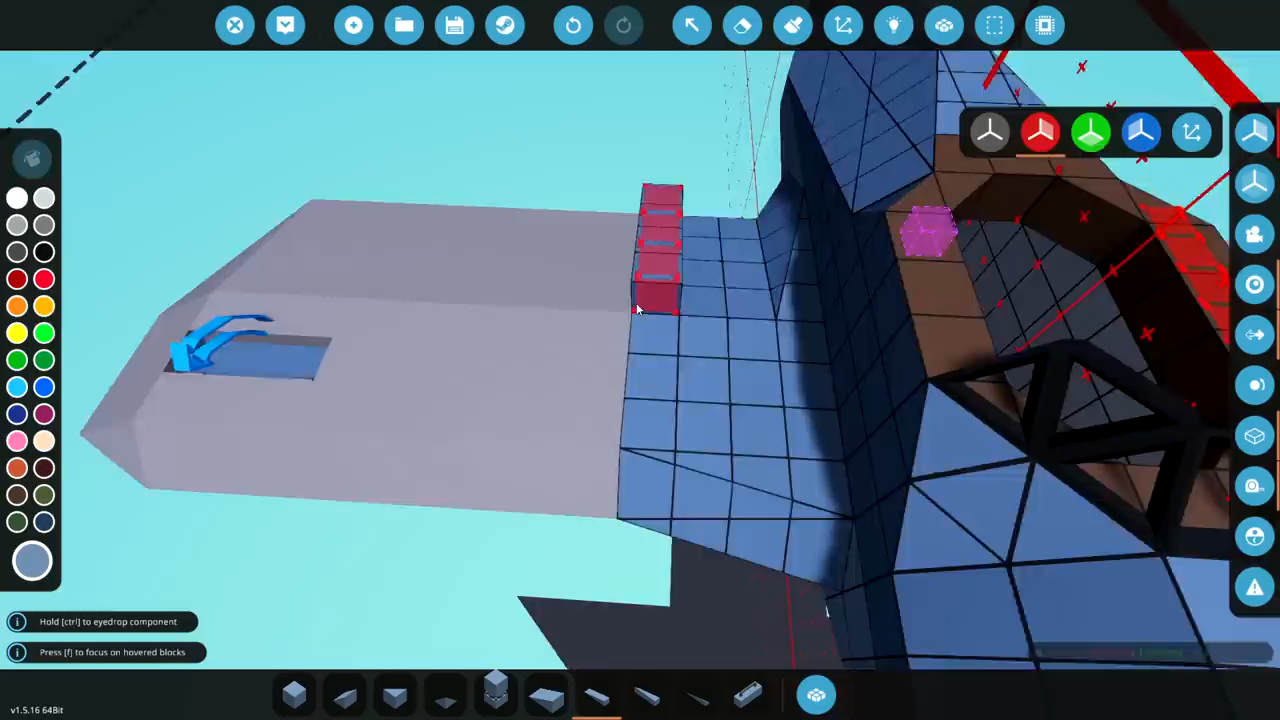 Hold [ctrl] to eyedrop component
Press [f] to focus on hovered blocks
v1.5.16 64Bit